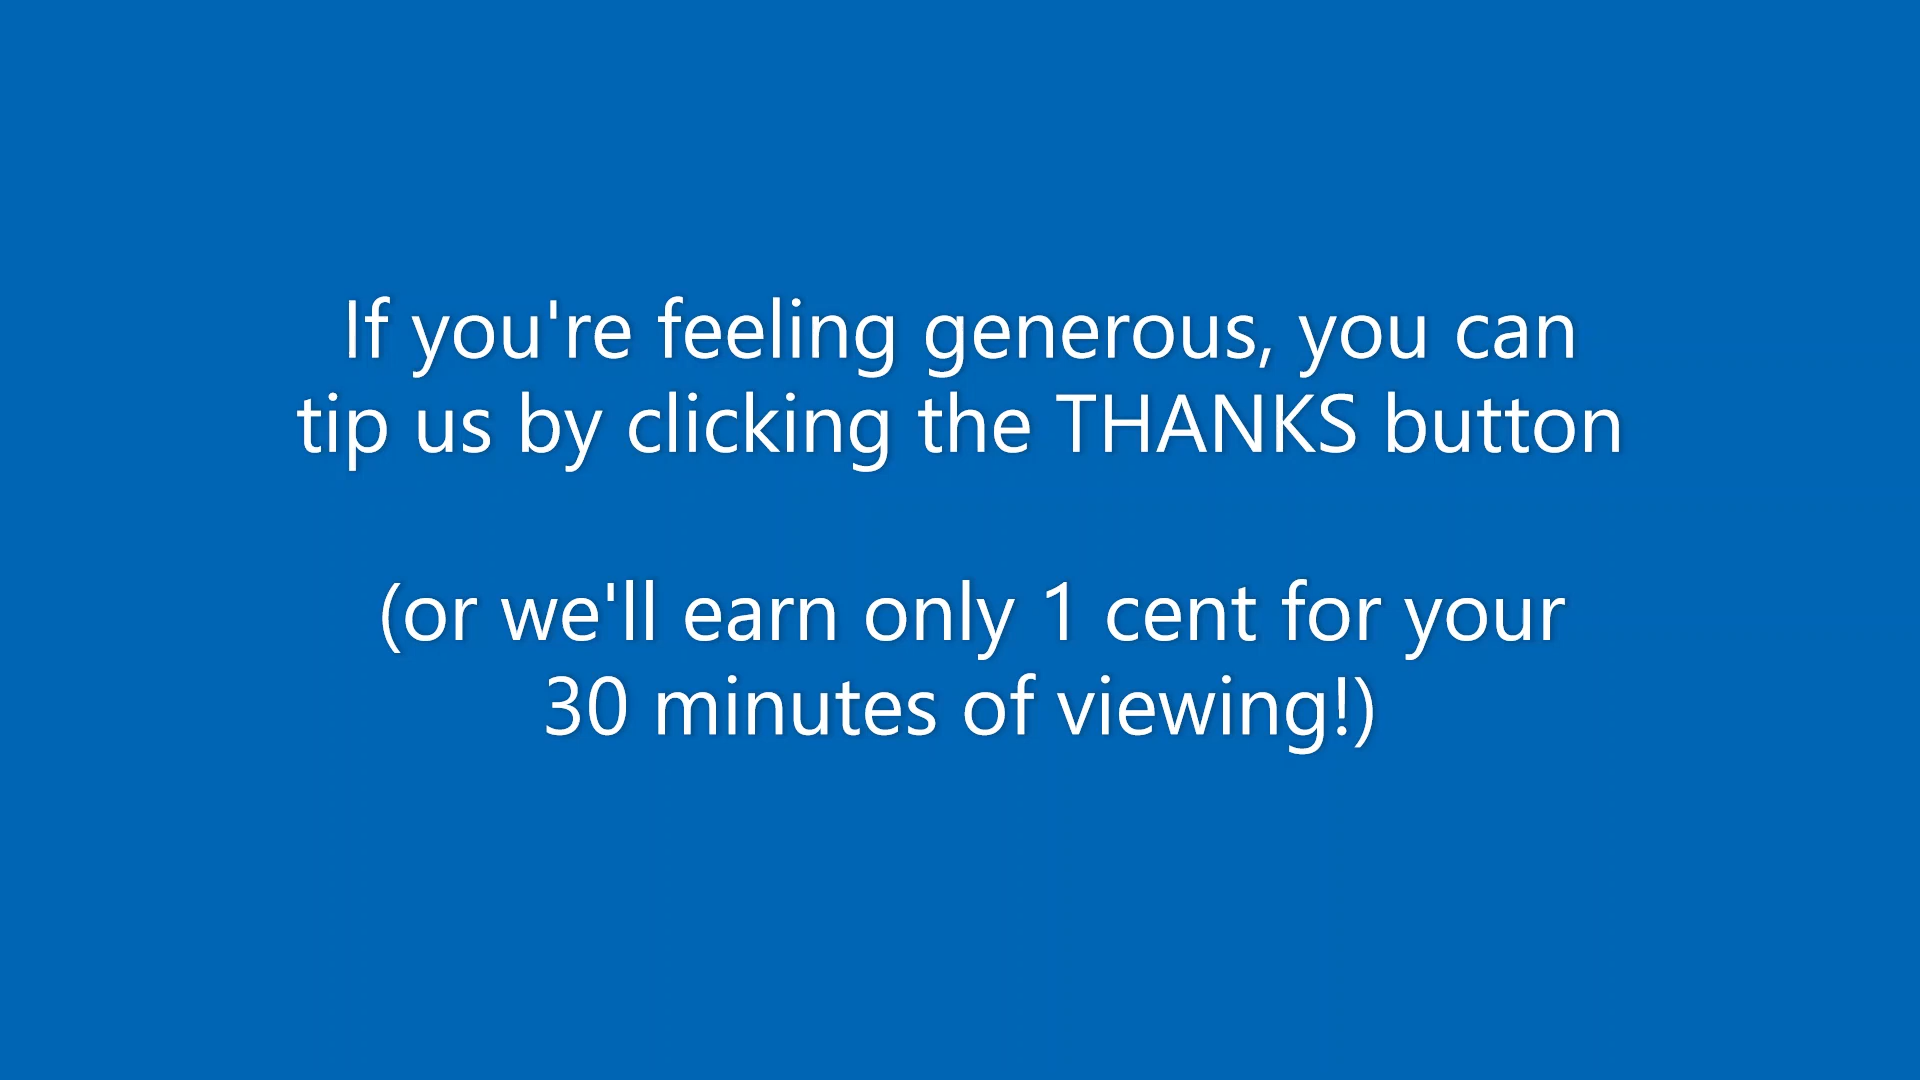 If you're feeling generous, you can
tip us by clicking the THANKS button
(or we'll earn only 1 cent for your
30 minutes of viewing!)